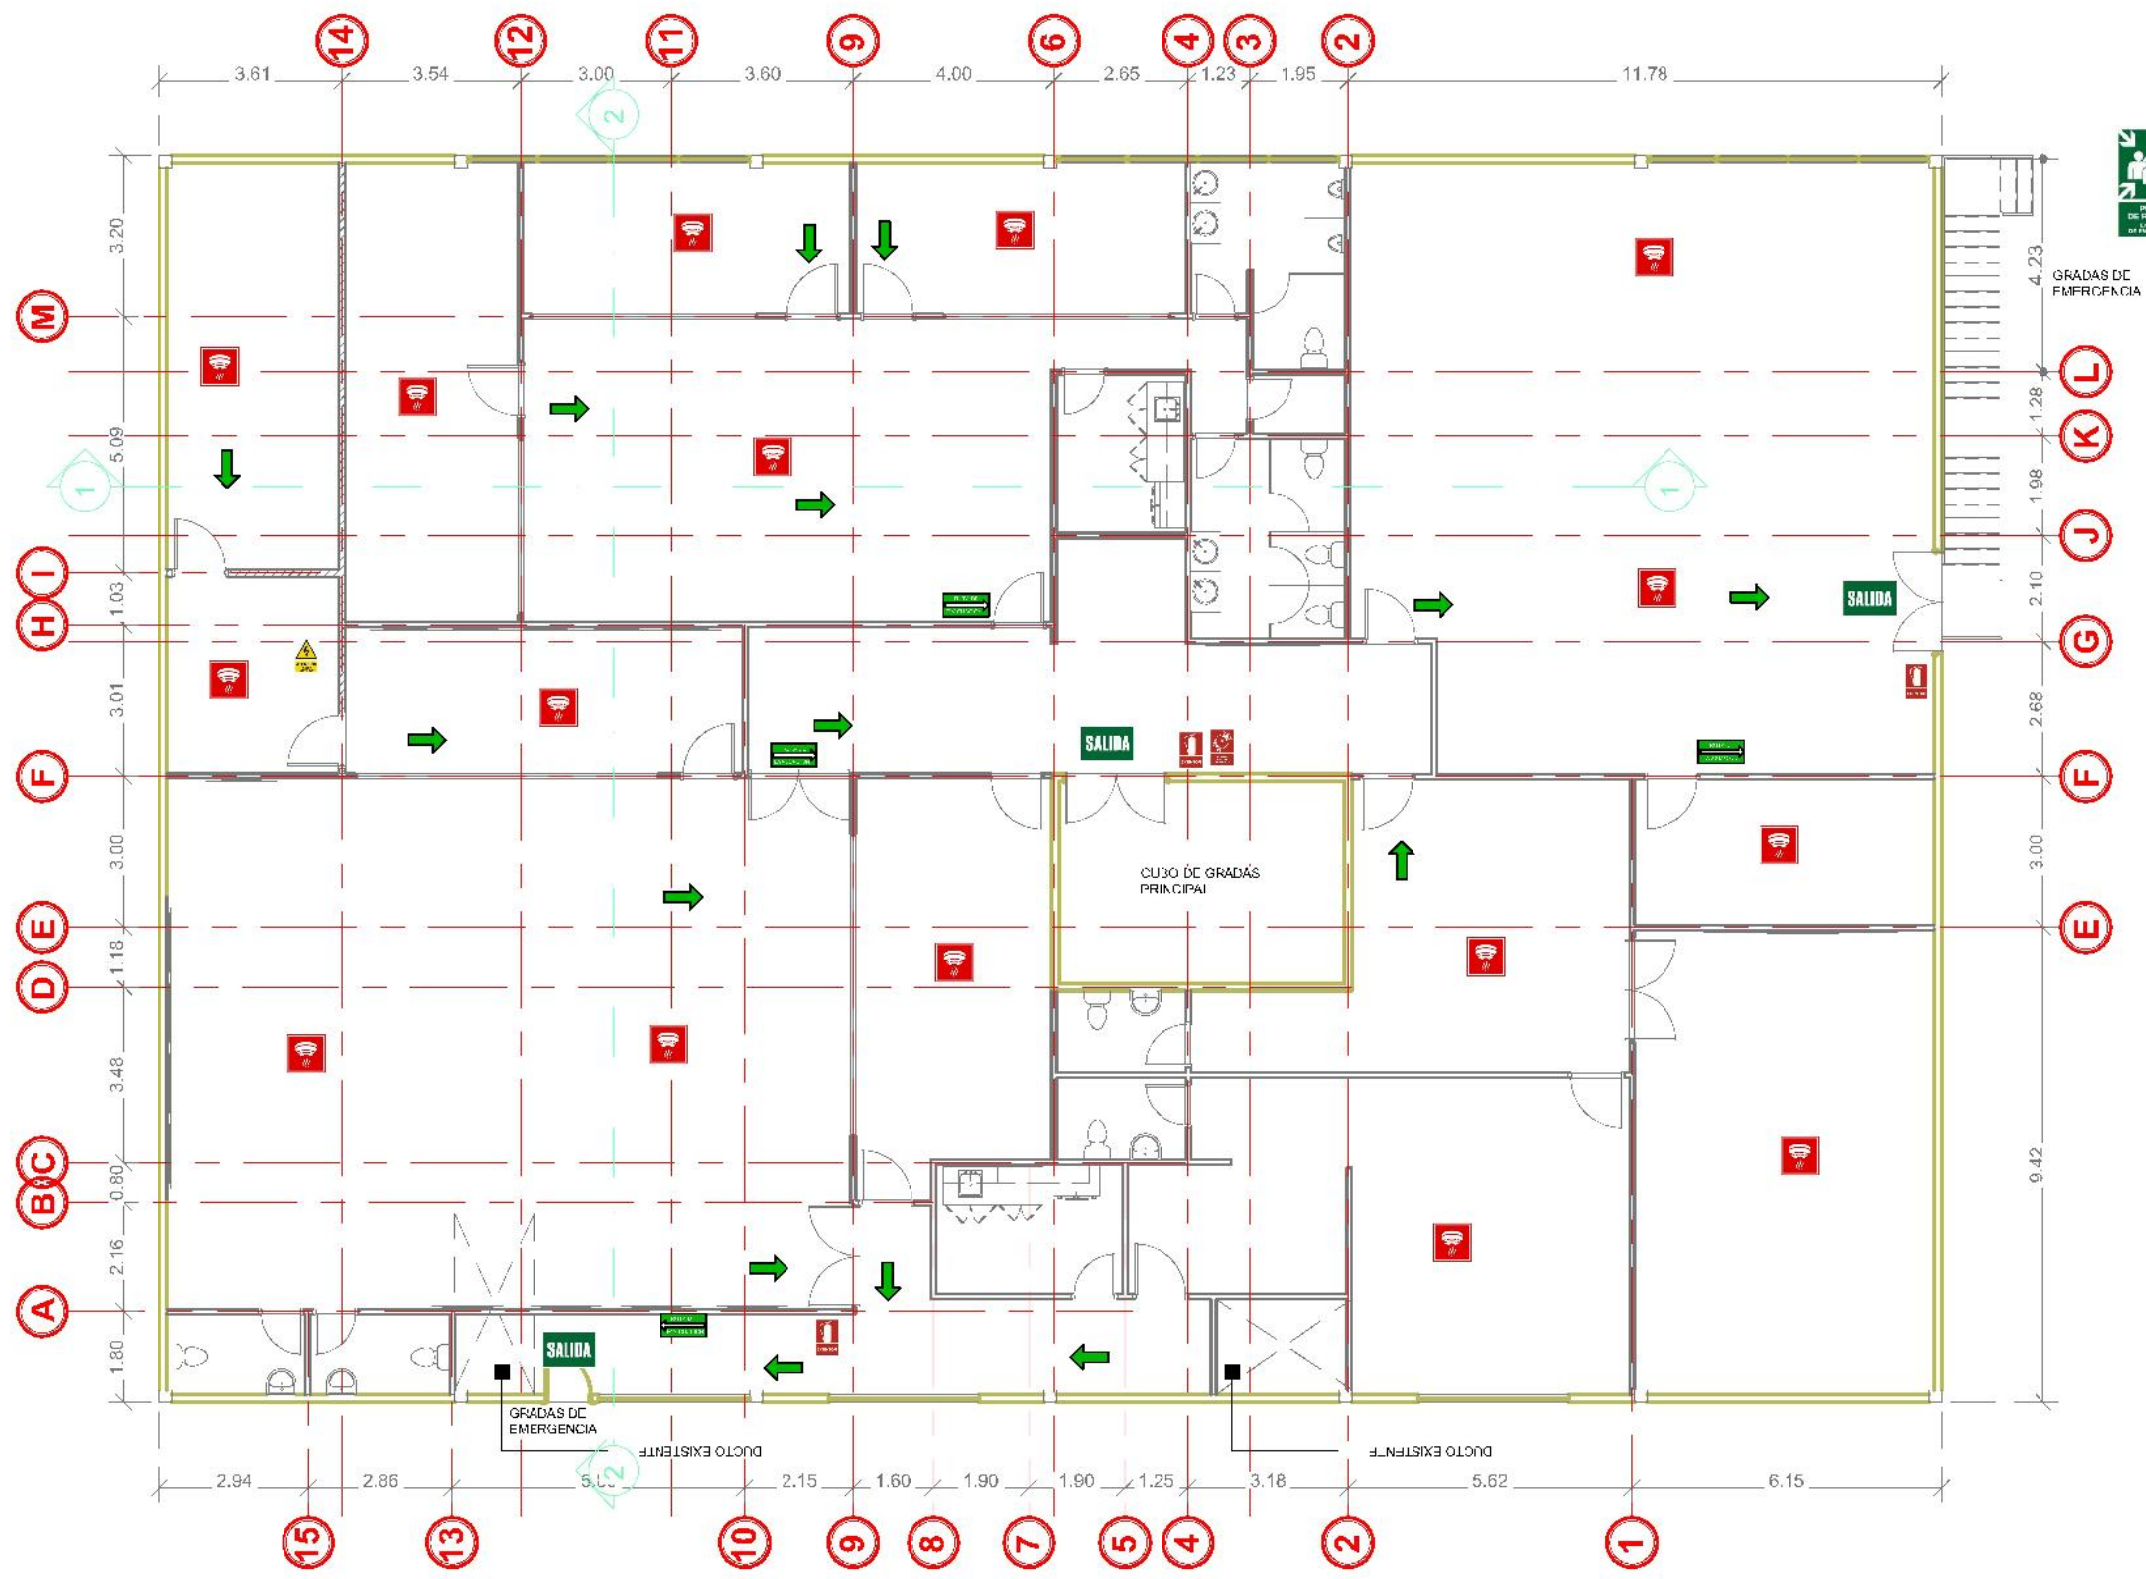 14 12 11 9 6 4 3 2
3.61 3.54 3.00 3.60 4.00 2.65 1.23 1.95 11.78
2
3.20
M
5.09
1
I
1.03
H
3.01
F
3.00
E
1.18
D
3.48
C
0.80
B
2.16
A
1.80
4.23
GRADAS DE
EMERGENCIA
L
1.28
K
1.98
J
2.10
G
2.68
F
3.00
E
9.42
1
SALIDA
SALIDA
CUBO DE GRADAS
PRINCIPAL
SALIDA
GRADAS DE
EMERGENCIA
DUCTO EXISTENTE
DUCTO EXISTENTE
2
2.94 2.86 2.15 1.60 1.90 1.90 1.25 3.18 5.62 6.15
15 13 10 9 8 7 5 4 2 1